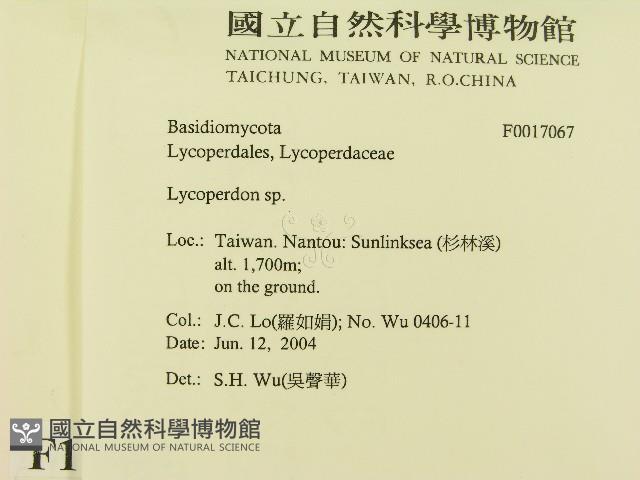 國立自然科學博物館
NATIONAL MUSEUM OF NATURAL SCIENCE
TAICHUNG, TAIWAN, R.O.CHINA
Basidiomycota F0017067
Lycoperdales, Lycoperdaceae
Lycoperdon sp.
Loc.: Taiwan. Nantou: Sunlinksea (杉林溪)
alt. 1,700m;
on the ground.
Col.: J.C. Lo(羅如娟); No. Wu 0406-11
Date: Jun. 12, 2004
Det.: S.H. Wu(吳聲華)
國立自然科學博物館
NATIONAL MUSEUM OF NATURAL SCIENCE
F1